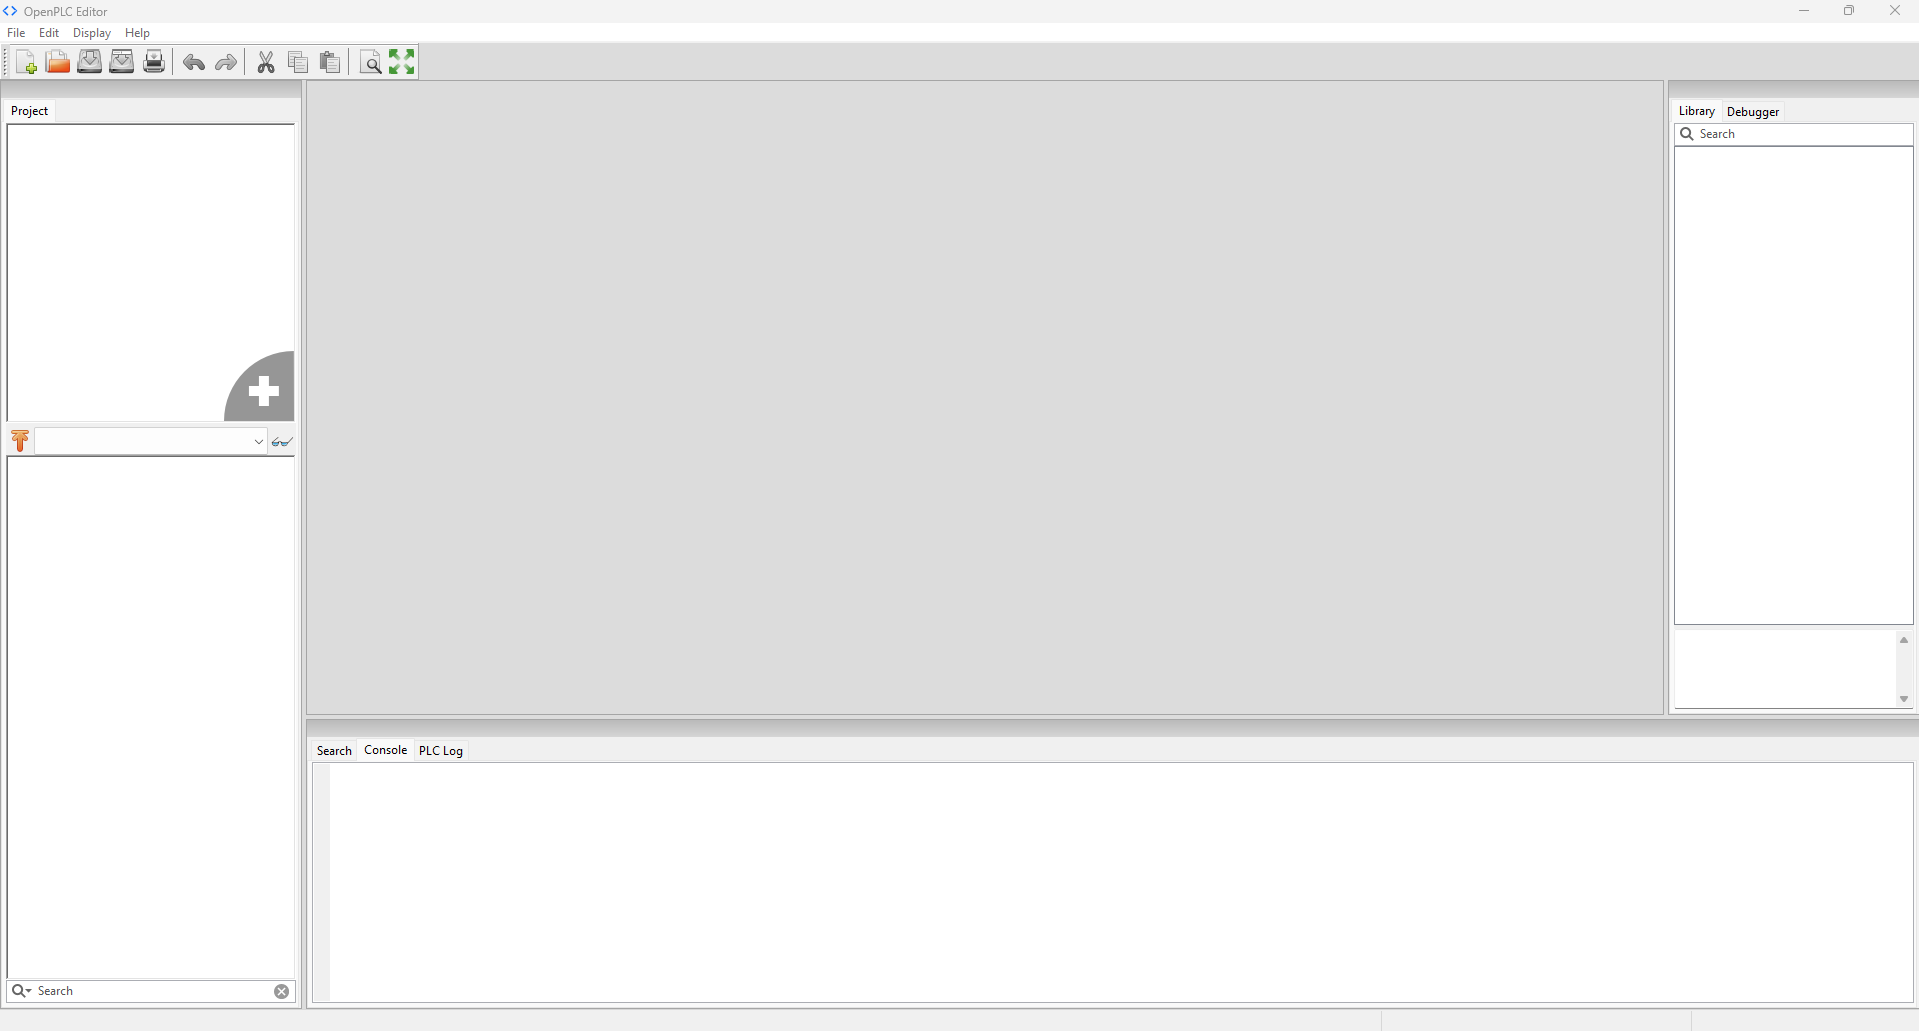 OpenPLC Editor
File Edit Display Help
Project
Library Debugger
Search
Search Console PLC Log
Search